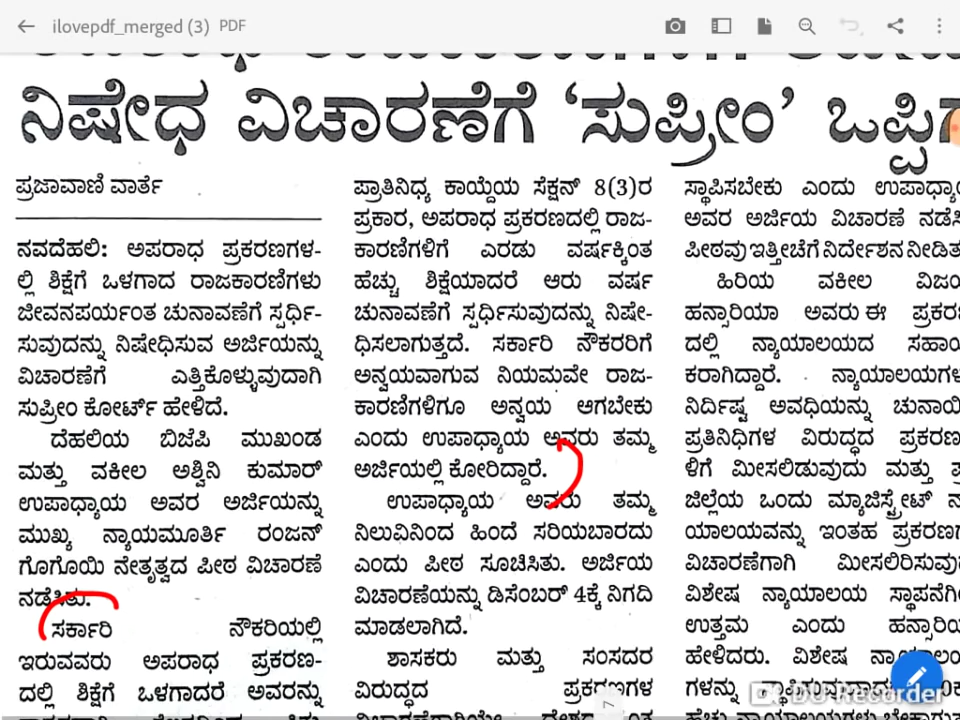 ilovepdf_merged (3) PDF
ನಿಷೇಧ ವಿಚಾರಣೆಗೆ ‘ಸುಪ್ರೀಂ’
ಪ್ರಜಾವಾಣಿ ವಾರ್ತೆ
ನವದೆಹಲಿ: ಅಪರಾಧ ಪ್ರಕರಣಗಳ-
ಲ್ಲಿ ಶಿಕ್ಷೆಗೆ ಒಳಗಾದ ರಾಜಕಾರಣಿಗಳು
ಜೀವನಪರ್ಯಂತ ಚುನಾವಣೆಗೆ ಸ್ಪರ್ಧಿ-
ಸುವುದನ್ನು ನಿಷೇಧಿಸುವ ಅರ್ಜಿಯನ್ನು
ವಿಚಾರಣೆಗೆ ಎತ್ತಿಕೊಳ್ಳುವುದಾಗಿ
ಸುಪ್ರೀಂ ಕೋರ್ಟ್ ಹೇಳಿದೆ.
ದೆಹಲಿಯ ಬಿಜೆಪಿ ಮುಖಂಡ
ಮತ್ತು ವಕೀಲ ಅಶ್ವಿನಿ ಕುಮಾರ್
ಉಪಾಧ್ಯಾಯ ಅವರ ಅರ್ಜಿಯನ್ನು
ಮುಖ್ಯ ನ್ಯಾಯಮೂರ್ತಿ ರಂಜನ್
ಗೊಗೊಯಿ ನೇತೃತ್ವದ ಪೀಠ ವಿಚಾರಣೆ
ನಡೆಸಿತು.
ಸರ್ಕಾರಿ ನೌಕರಿಯಲ್ಲಿ
ಇರುವವರು ಅಪರಾಧ ಪ್ರಕರಣ-
ದಲ್ಲಿ ಶಿಕ್ಷೆಗೆ ಒಳಗಾದರೆ ಅವರನ್ನು
ಪ್ರಾತಿನಿಧ್ಯ ಕಾಯ್ದೆಯ ಸೆಕ್ಷನ್ 8(3)ರ
ಪ್ರಕಾರ, ಅಪರಾಧ ಪ್ರಕರಣದಲ್ಲಿ ರಾಜ-
ಕಾರಣಿಗಳಿಗೆ ಎರಡು ವರ್ಷಕ್ಕಿಂತ
ಹೆಚ್ಚು ಶಿಕ್ಷೆಯಾದರೆ ಆರು ವರ್ಷ
ಚುನಾವಣೆಗೆ ಸ್ಪರ್ಧಿಸುವುದನ್ನು ನಿಷೇ-
ಧಿಸಲಾಗುತ್ತದೆ. ಸರ್ಕಾರಿ ನೌಕರರಿಗೆ
ಅನ್ವಯವಾಗುವ ನಿಯಮವೇ ರಾಜ-
ಕಾರಣಿಗಳಿಗೂ ಅನ್ವಯ ಆಗಬೇಕು
ಎಂದು ಉಪಾಧ್ಯಾಯ ಅವರು ತಮ್ಮ
ಅರ್ಜಿಯಲ್ಲಿ ಕೋರಿದ್ದಾರೆ.
ಉಪಾಧ್ಯಾಯ ಅವರು ತಮ್ಮ
ನಿಲುವಿನಿಂದ ಹಿಂದೆ ಸರಿಯಬಾರದು
ಎಂದು ಪೀಠ ಸೂಚಿಸಿತು. ಅರ್ಜಿಯ
ವಿಚಾರಣೆಯನ್ನು ಡಿಸೆಂಬರ್ 4ಕ್ಕೆ ನಿಗದಿ
ಮಾಡಲಾಗಿದೆ.
ಶಾಸಕರು ಮತ್ತು ಸಂಸದರ
ವಿರುದ್ಧದ ಪ್ರಕರಣಗಳ
ಸ್ಥಾಪಿಸಬೇಕು ಎಂದು
ಅವರ ಅರ್ಜಿಯ ವಿಚಾರಣೆ
ಪೀಠವು ಇತ್ತೀಚೆಗೆ ನಿರ್ದೇಶನ
ಹಿರಿಯ ವಕೀಲ
ಹನ್ಸಾರಿಯಾ ಅವರು ಈ
ದಲ್ಲಿ ನ್ಯಾಯಾಲಯದ
ಕರಾಗಿದ್ದಾರೆ.
ನಿರ್ದಿಷ್ಟ ಅವಧಿಯನ್ನು
ಪ್ರತಿನಿಧಿಗಳ ವಿರುದ್ಧದ
ಳಿಗೆ ಮೀಸಲಿಡುವುದು ಮತ್ತು
ಜಿಲ್ಲೆಯ ಒಂದು ಮ್ಯಾಜಿಸ್ಟ್ರೇಟ್
ಯಾಲಯವನ್ನು ಇಂತಹ
ವಿಚಾರಣೆಗಾಗಿ
ವಿಶೇಷ ನ್ಯಾಯಾಲಯ
ಉತ್ತಮ ಎಂದು
ಹೇಳಿದರು. ವಿಶೇಷ
ಗಳನ್ನು
7
DU Recorder